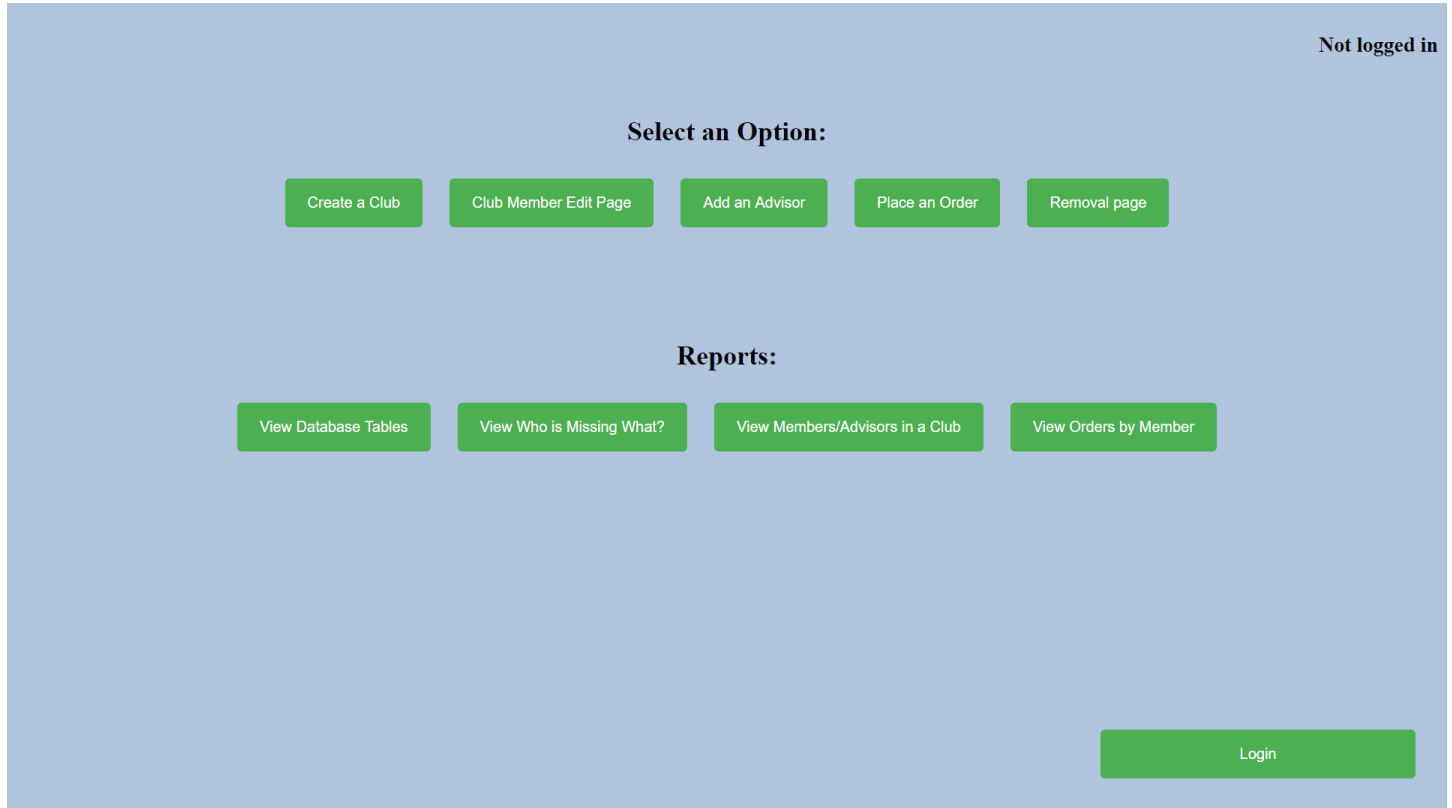 Not logged in
Select an Option:
Create a Club Club Member Edit Page Add an Advisor Place an Order Removal page
Reports:
View Database Tables View Who is Missing What? View Members/Advisors in a Club View Orders by Member
Login